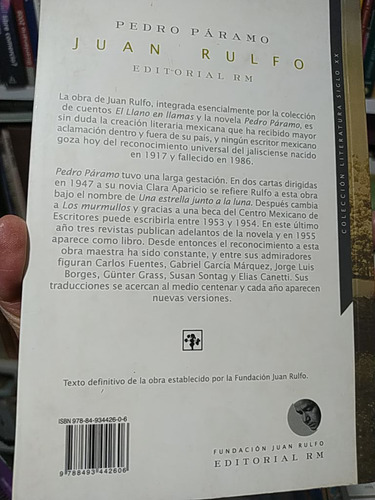 PEDRO PÁRAMO
JUAN RULFO
EDITORIAL RM
La obra de Juan Rulfo, integrada esencialmente por la colección
de cuentos El Llano en llamas y la novela Pedro Páramo, es
sin duda la creación literaria mexicana que ha recibido mayor
aclamación dentro y fuera de su país, y ningún escritor mexicano
goza hoy del reconocimiento universal del jalisciense nacido
en 1917 y fallecido en 1986.
Pedro Páramo tuvo una larga gestación. En dos cartas dirigidas
en 1947 a su novia Clara Aparicio se refiere Rulfo a esta obra
bajo el nombre de Una estrella junto a la luna. Después cambia
a Los murmullos y gracias a una beca del Centro Mexicano de
Escritores puede escribirla entre 1953 y 1954. En este último
año tres revistas publican adelantos de la novela y en 1955
aparece como libro. Desde entonces el reconocimiento a esta
obra maestra ha sido constante, y entre sus admiradores
figuran Carlos Fuentes, Gabriel García Márquez, Jorge Luis
Borges, Günter Grass, Susan Sontag y Elias Canetti. Sus
traducciones se acercan al medio centenar y cada año aparecen
nuevas versiones.
Texto definitivo de la obra establecido por la Fundación Juan Rulfo.
ISBN 978-84-934426-0-6
9 788493 442606
FUNDACIÓN JUAN RULFO
EDITORIAL RM
COLECCIÓN LITERATURA SIGLO XX